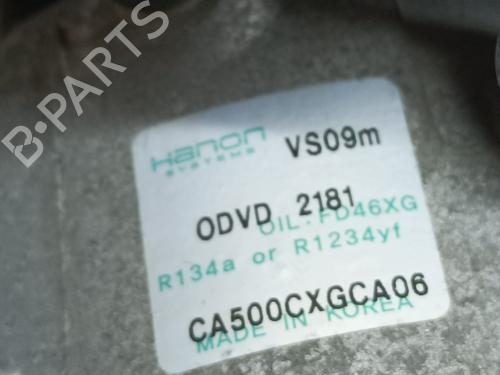 B-PARTS
Hanon
SYSTEMS
VS09m
ODVD 2181
OIL:FD46XG
R134a or R1234yf
CA500CXGCA06
MADE IN KOREA